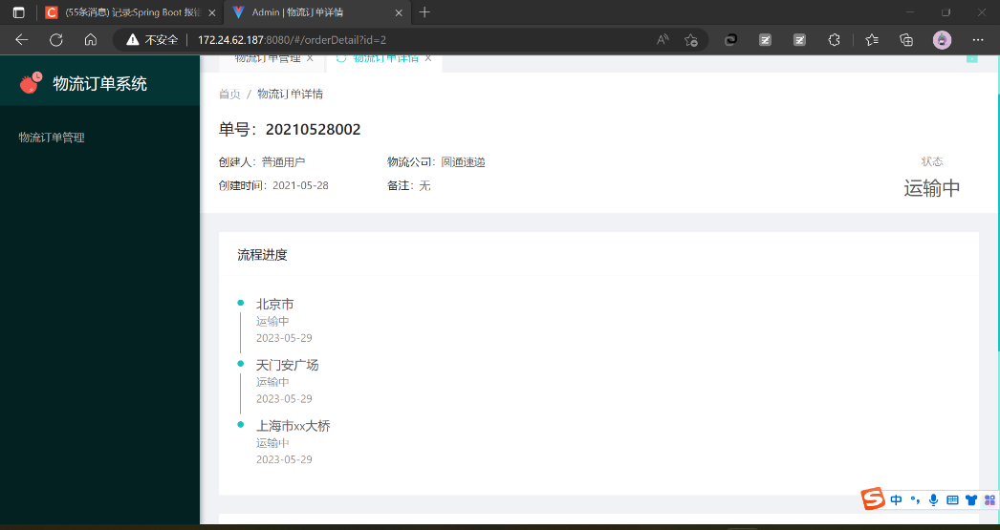 (55条消息) 记录:Spring Boot 报错
Admin | 物流订单详情
不安全
172.24.62.187:8080/#/orderDetail?id=2
物流订单系统
物流订单管理
物流订单管理
物流订单详情
首页 / 物流订单详情
单号：20210528002
创建人：普通用户
物流公司：圆通速递
创建时间：2021-05-28
备注：无
状态
运输中
流程进度
北京市
运输中
2023-05-29
天门安广场
运输中
2023-05-29
上海市xx大桥
运输中
2023-05-29
中